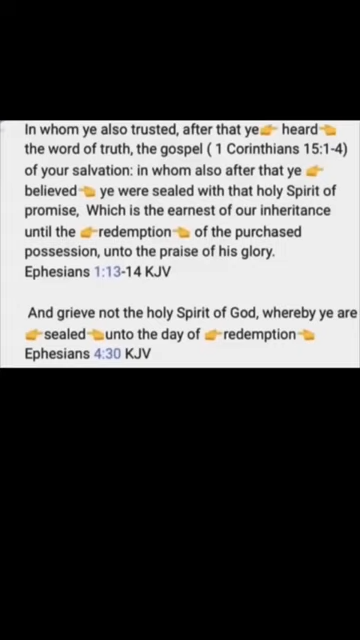 In whom ye also trusted, after that ye👉 heard👈
the word of truth, the gospel ( 1 Corinthians 15:1-4)
of your salvation: in whom also after that ye 👉
believed👈 ye were sealed with that holy Spirit of
promise, Which is the earnest of our inheritance
until the 👉redemption👈 of the purchased
possession, unto the praise of his glory.
Ephesians 1:13-14 KJV
And grieve not the holy Spirit of God, whereby ye are
👉sealed👈unto the day of 👉redemption👈
Ephesians 4:30 KJV